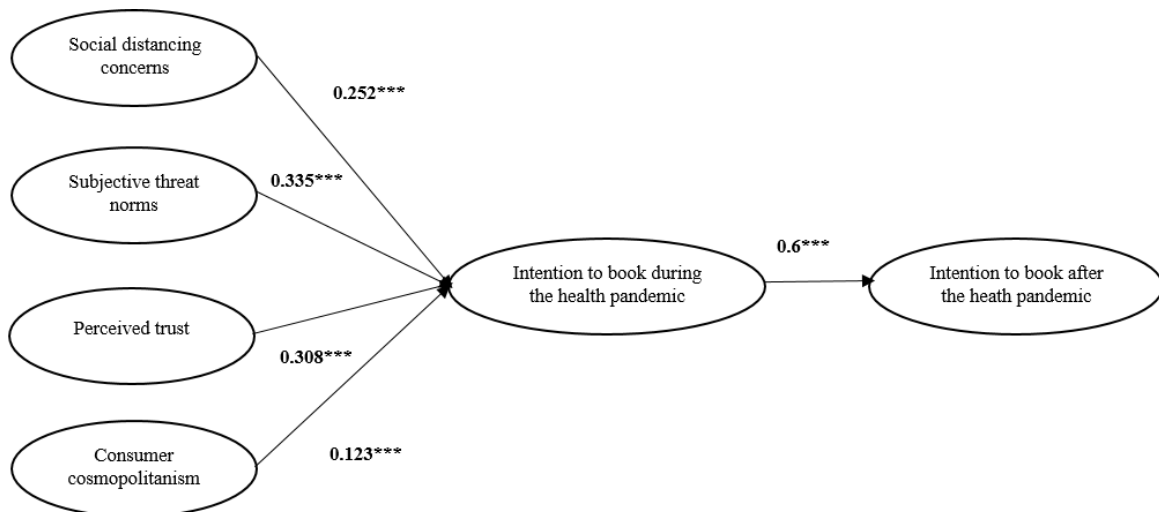 Social distancing
concerns
0.252***
Subjective threat
norms
0.335***
Perceived trust
0.308***
Consumer
cosmopolitanism
0.123***
Intention to book during
the health pandemic
0.6***
Intention to book after
the heath pandemic